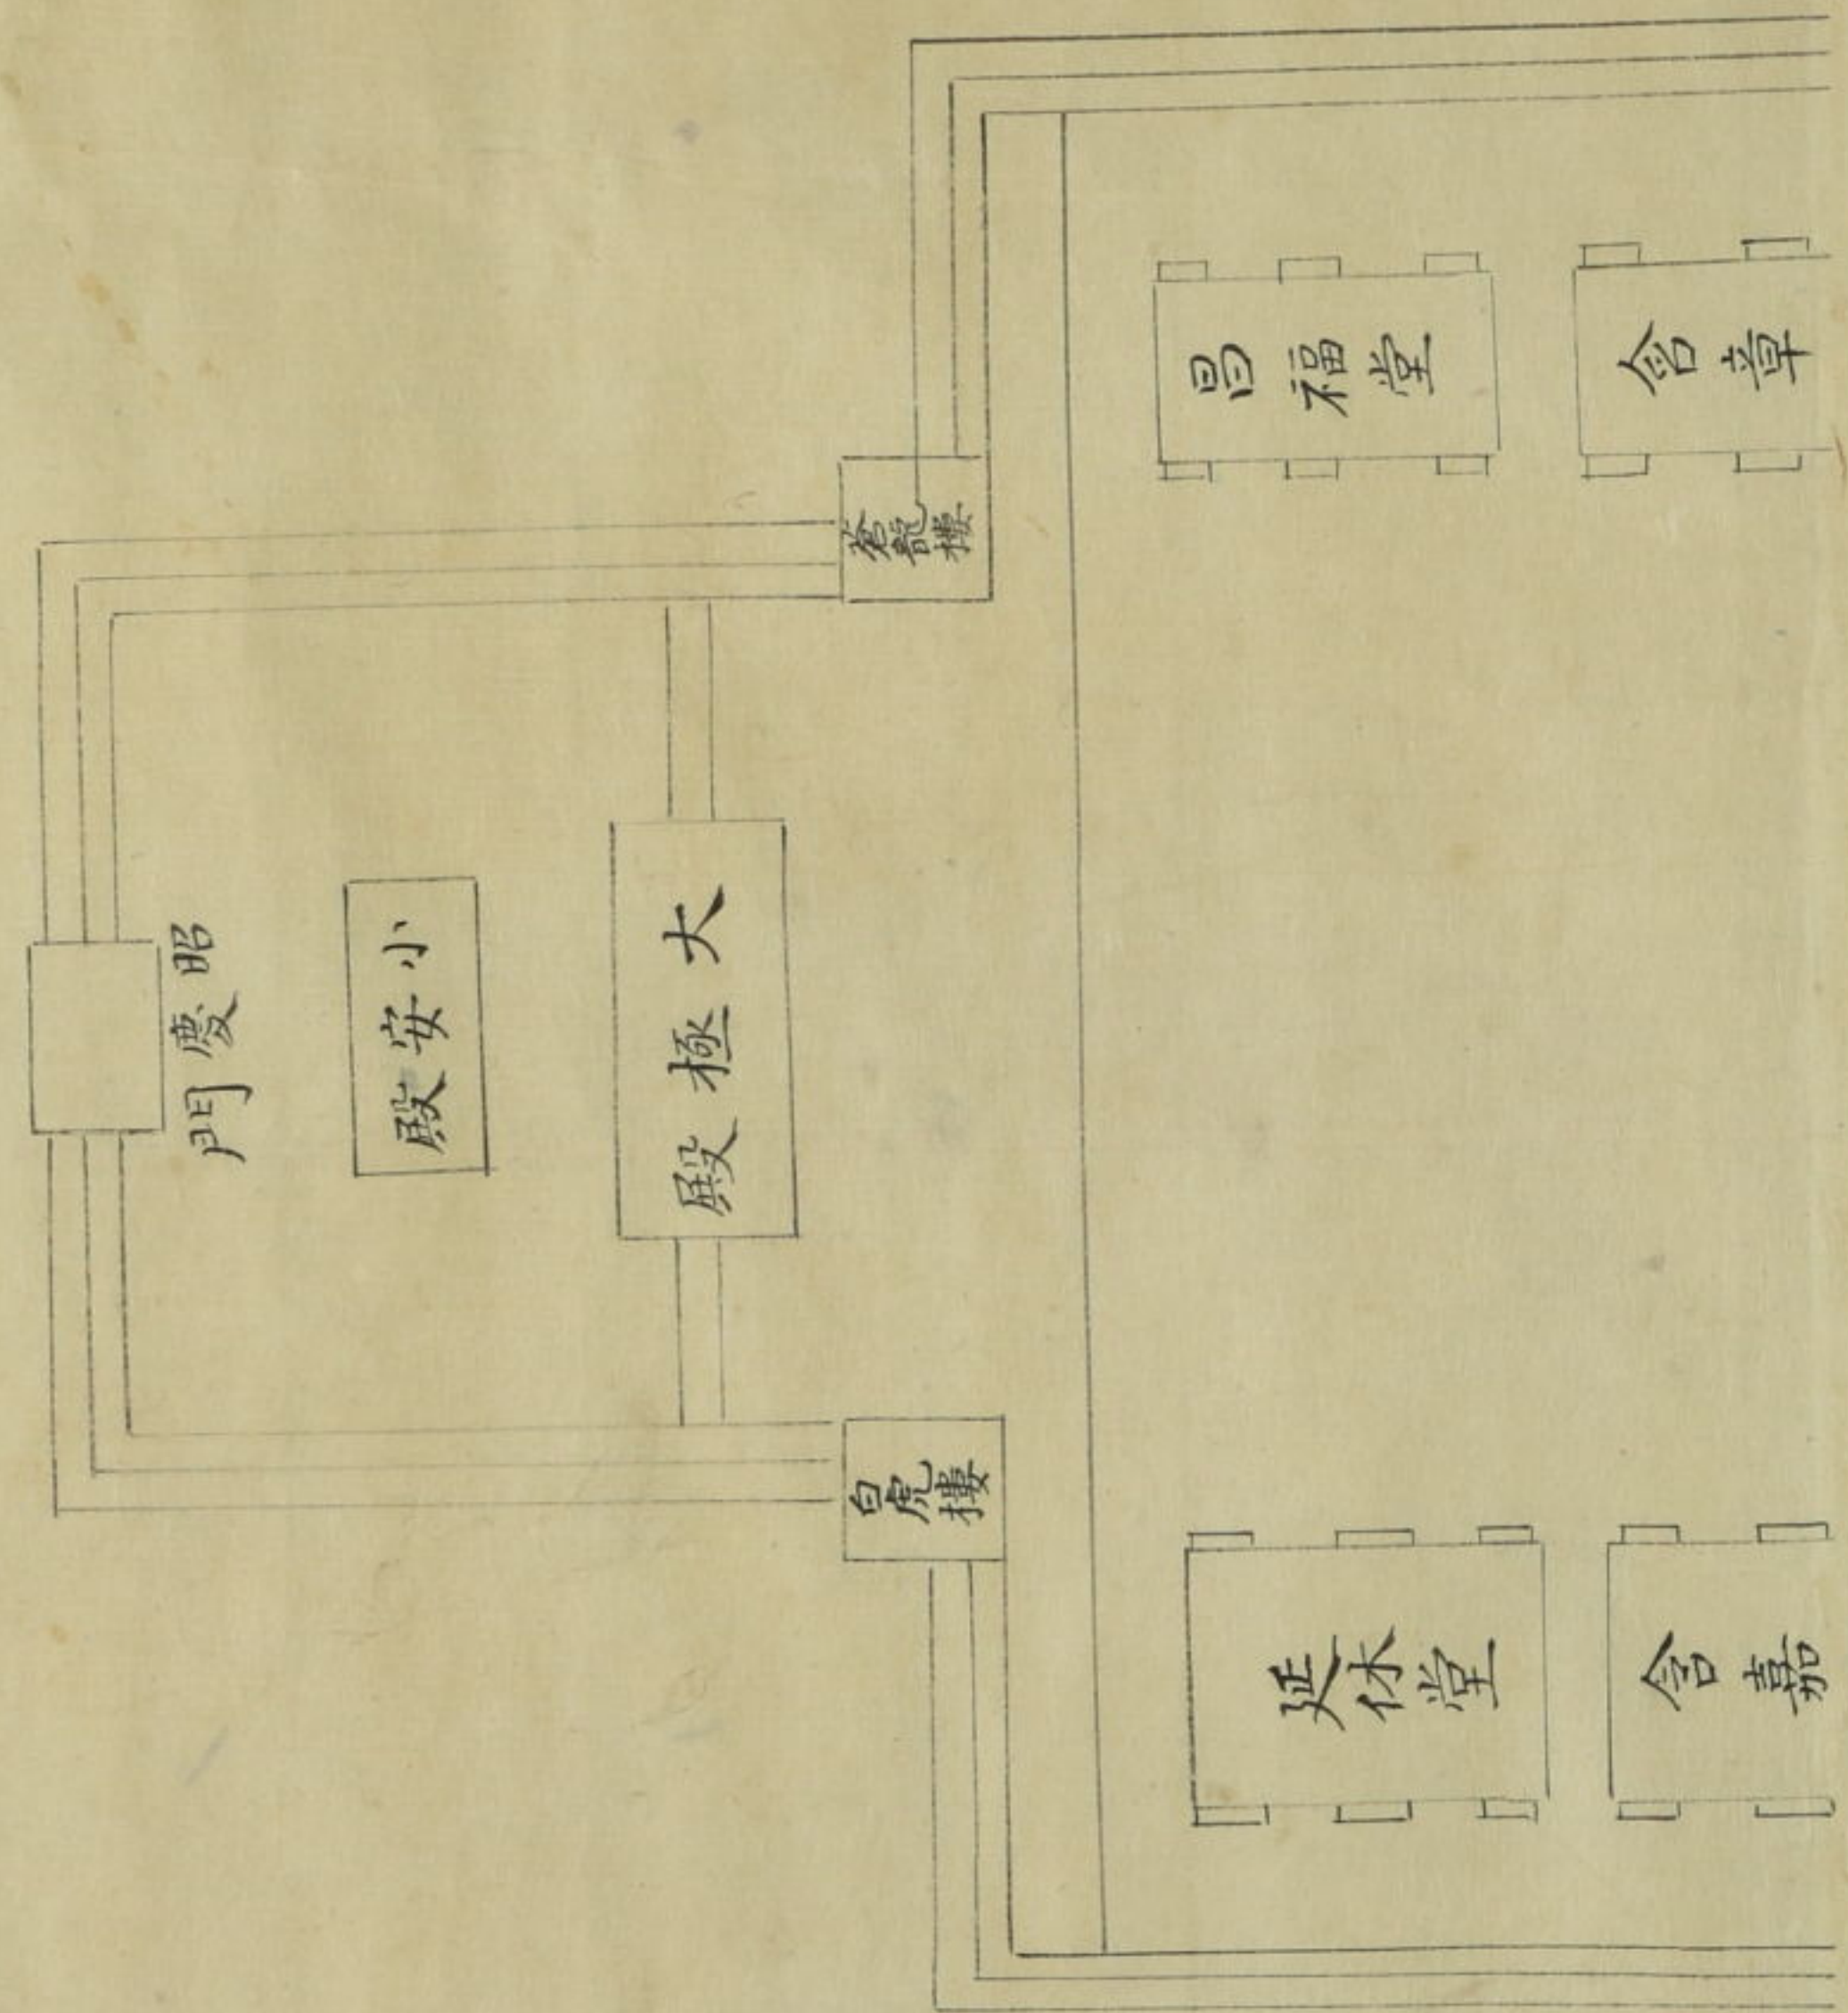 昭慶門
小安殿
大極殿
蒼龍樓
白虎樓
昌福堂
含章
延休堂
含嘉